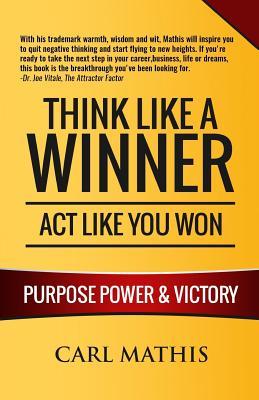 With his trademark warmth, wisdom and wit, Mathis will inspire you
to quit negative thinking and start flying to new heights. If you're
ready to take the next step in your career,business, life or dreams,
this book is the breakthrough you've been looking for.
-Dr. Joe Vitale, The Attractor Factor
THINK LIKE A
WINNER
ACT LIKE YOU WON
PURPOSE POWER & VICTORY
CARL MATHIS